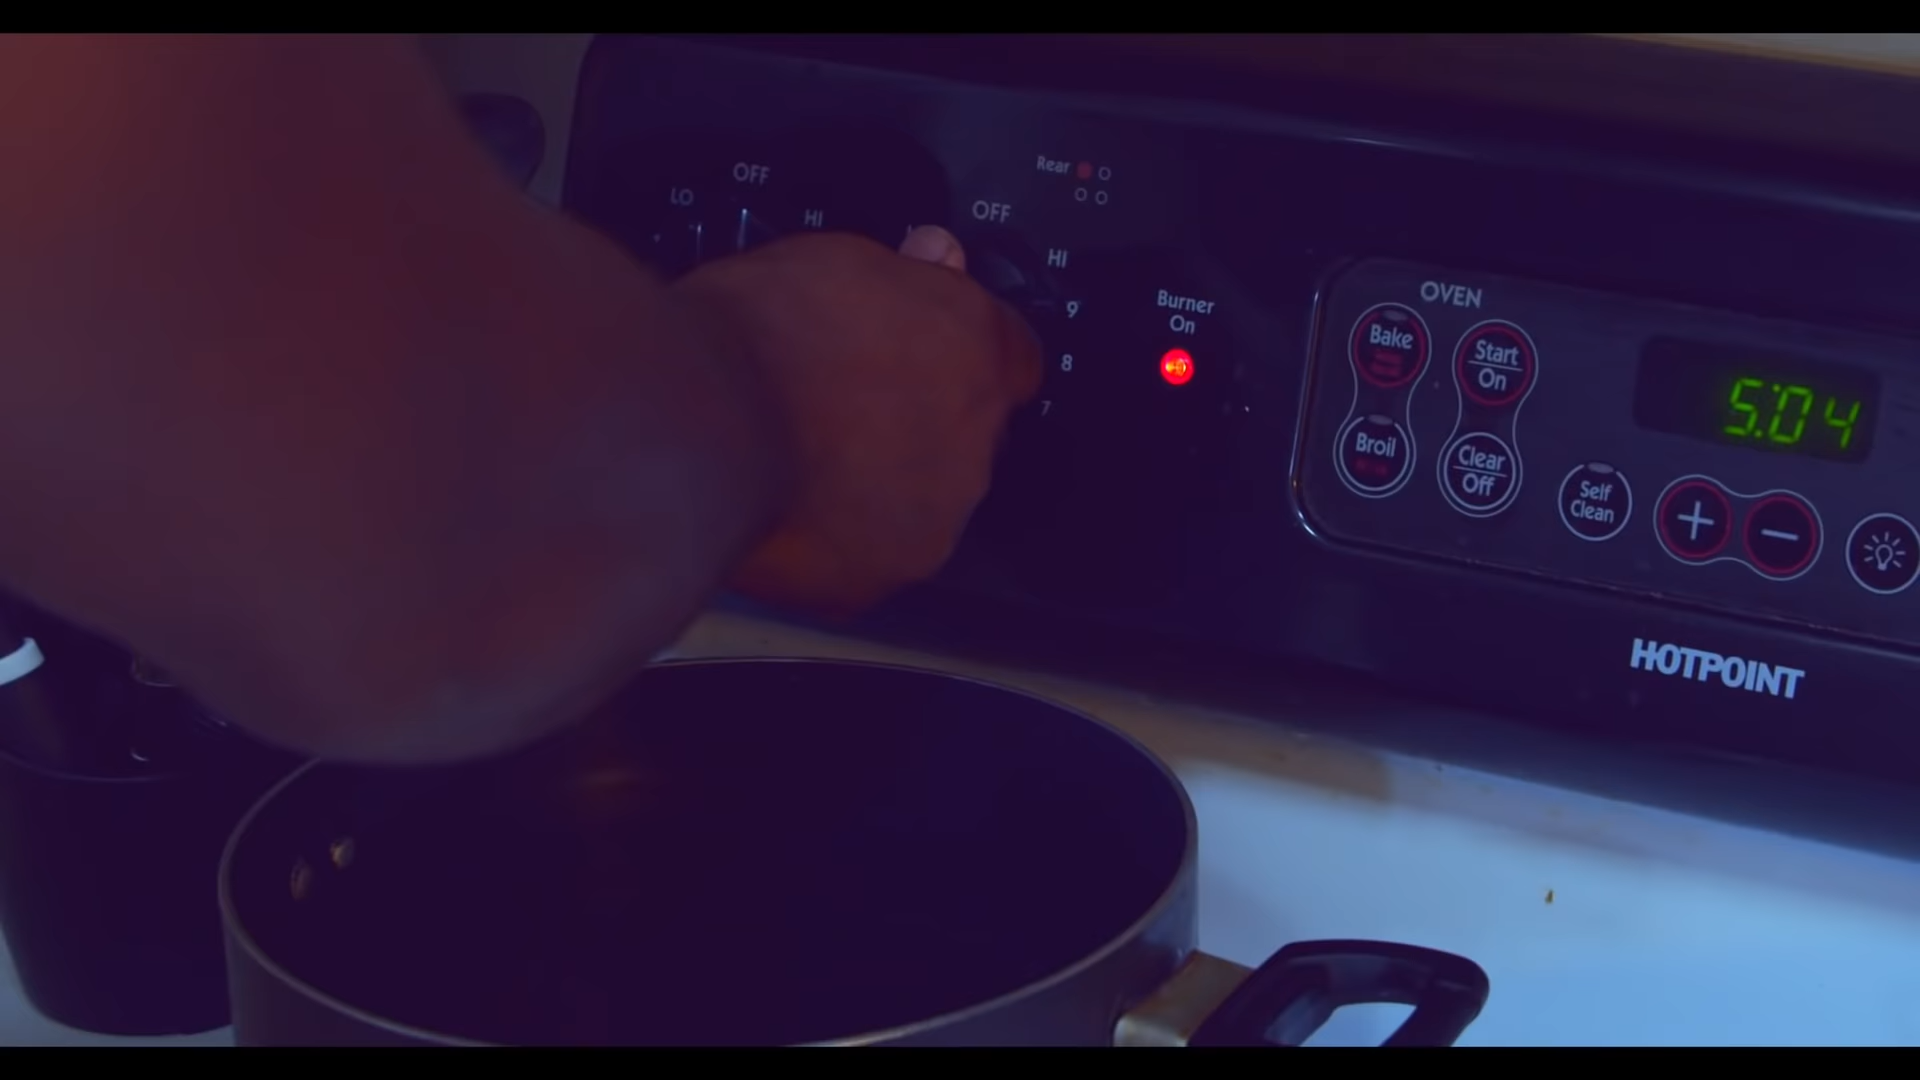 OFF
LO
HI
OFF
Rear
HI
9
8
7
Burner
On
OVEN
Bake
Start
On
Broil
Clear
Off
Self
Clean
+
−
5:04
HOTPOINT